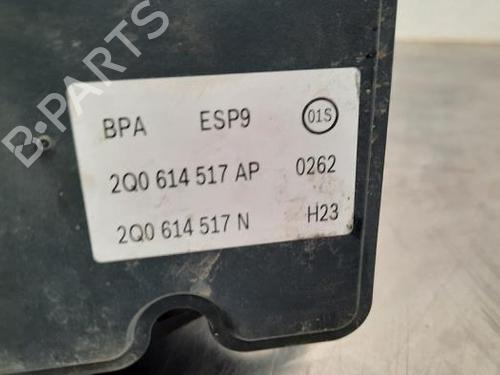 B-PARTS
BPA ESP9 01S
2Q0 614 517 AP 0262
2Q0 614 517 N H23